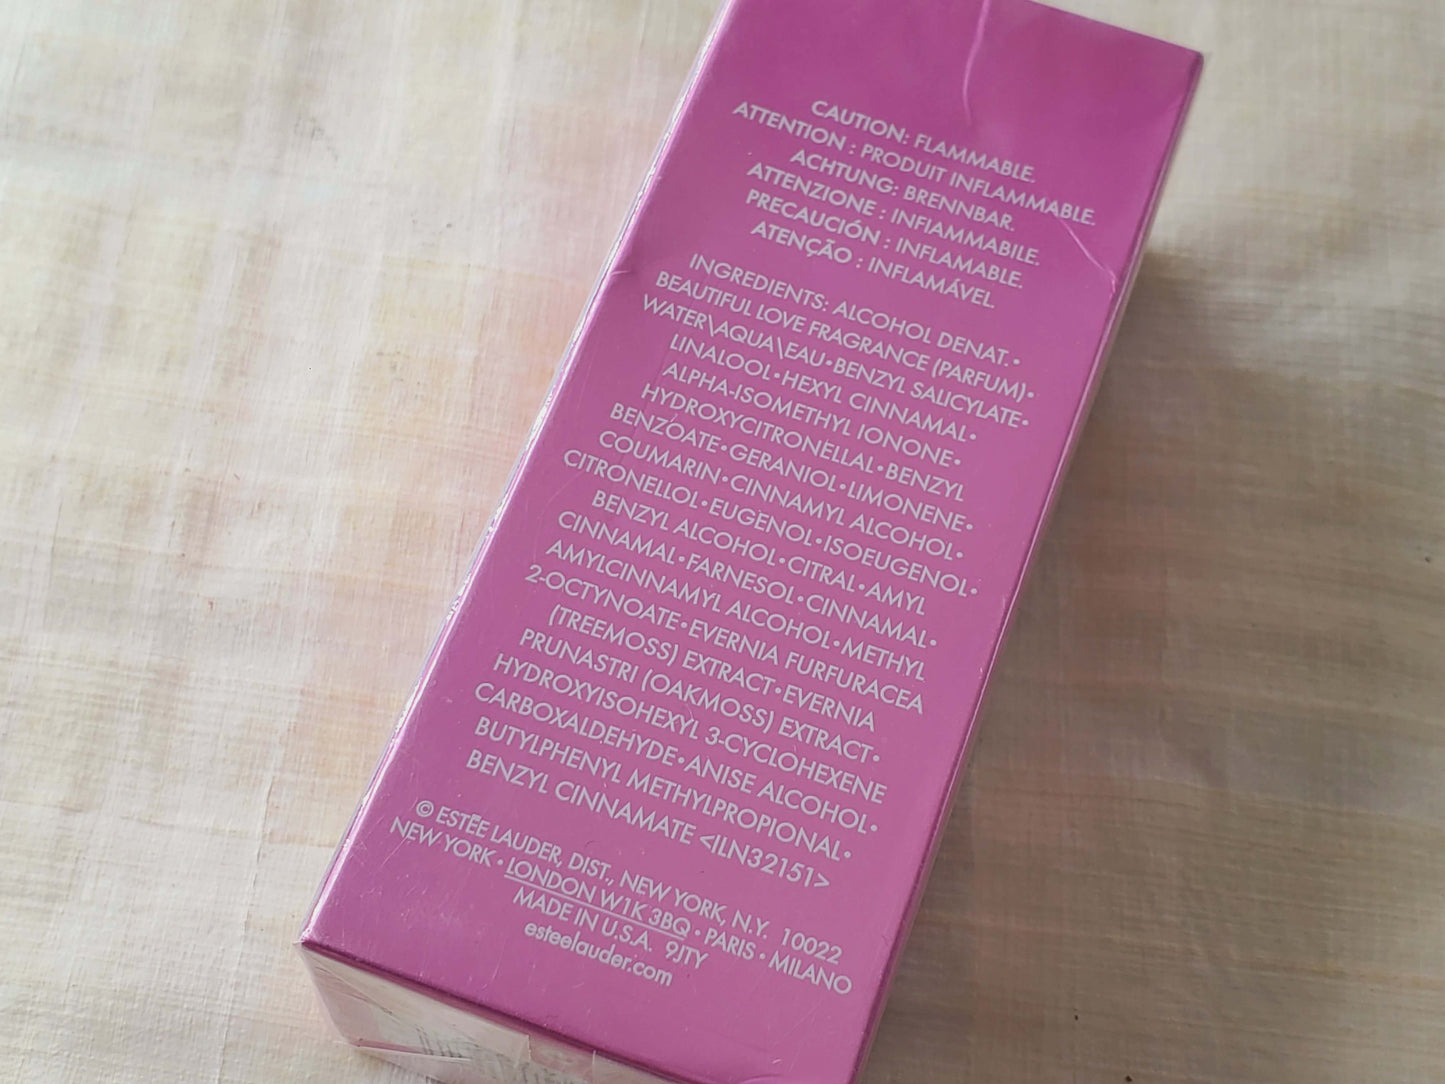 CAUTION: FLAMMABLE.
ATTENTION : PRODUIT INFLAMMABLE.
ACHTUNG: BRENNBAR.
ATTENZIONE : INFIAMMABILE.
PRECAUCIÓN : INFLAMABLE.
ATENÇÃO : INFLAMÁVEL.
INGREDIENTS: ALCOHOL DENAT.•
BEAUTIFUL LOVE FRAGRANCE (PARFUM)•
WATER\AQUA\EAU•BENZYL SALICYLATE•
LINALOOL•HEXYL CINNAMAL•
ALPHA-ISOMETHYL IONONE•
HYDROXYCITRONELLAL•BENZYL
BENZOATE•GERANIOL•LIMONENE•
COUMARIN•CINNAMYL ALCOHOL•
CITRONELLOL•EUGENOL•ISOEUGENOL•
BENZYL ALCOHOL•CITRAL•AMYL
CINNAMAL•FARNESOL•CINNAMAL•
AMYLCINNAMYL ALCOHOL•METHYL
2-OCTYNOATE•EVERNIA FURFURACEA
(TREEMOSS) EXTRACT•EVERNIA
PRUNASTRI (OAKMOSS) EXTRACT•
HYDROXYISOHEXYL 3-CYCLOHEXENE
CARBOXALDEHYDE•ANISE ALCOHOL•
BUTYLPHENYL METHYLPROPIONAL•
BENZYL CINNAMATE <ILN32151>
© ESTĒE LAUDER, DIST., NEW YORK, N.Y. 10022
NEW YORK • LONDON W1K 3BQ • PARIS • MILANO
MADE IN U.S.A. 9JTY
esteelauder.com